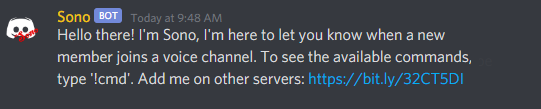 Sono BOT Today at 9:48 AM
Hello there! I'm Sono, I'm here to let you know when a new
member joins a voice channel. To see the available commands,
type '!cmd'. Add me on other servers: https://bit.ly/32CT5DI